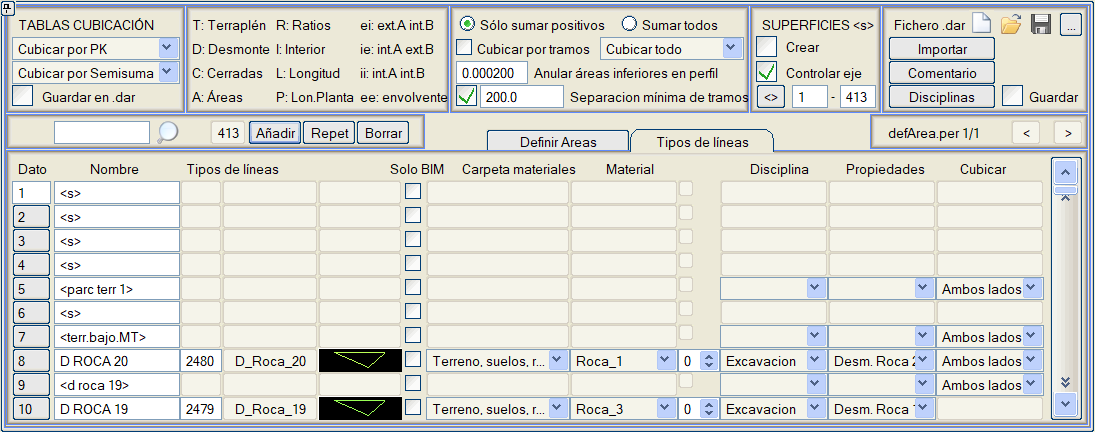 TABLAS CUBICACIÓN
Cubicar por PK
Cubicar por Semisuma
Guardar en .dar
T: Terraplén R: Ratios ei: ext.A int.B
D: Desmonte I: Interior ie: int.A ext.B
C: Cerradas L: Longitud ii: int.A int.B
A: Áreas P: Lon.Planta ee: envolvente
Sólo sumar positivos Sumar todos
Cubicar por tramos Cubicar todo
0.000200 Anular áreas inferiores en perfil
200.0 Separacion mínima de tramos
SUPERFICIES <s>
Crear
Controlar eje
<> 1 - 413
Fichero .dar ...
Importar
Comentario
Disciplinas Guardar
413 Añadir Repet Borrar
Definir Areas Tipos de líneas
defArea.per 1/1 < >
Dato Nombre Tipos de líneas Solo BIM Carpeta materiales Material Disciplina Propiedades Cubicar
1 <s>
2 <s>
3 <s>
4 <s>
5 <parc terr 1> Ambos lados
6 <s>
7 <terr.bajo.MT> Ambos lados
8 D ROCA 20 2480 D_Roca_20 Terreno, suelos, r... Roca_1 0 Excavacion Desm. Roca 2 Ambos lados
9 <d roca 19> Ambos lados
10 D ROCA 19 2479 D_Roca_19 Terreno, suelos, r... Roca_3 0 Excavacion Desm. Roca